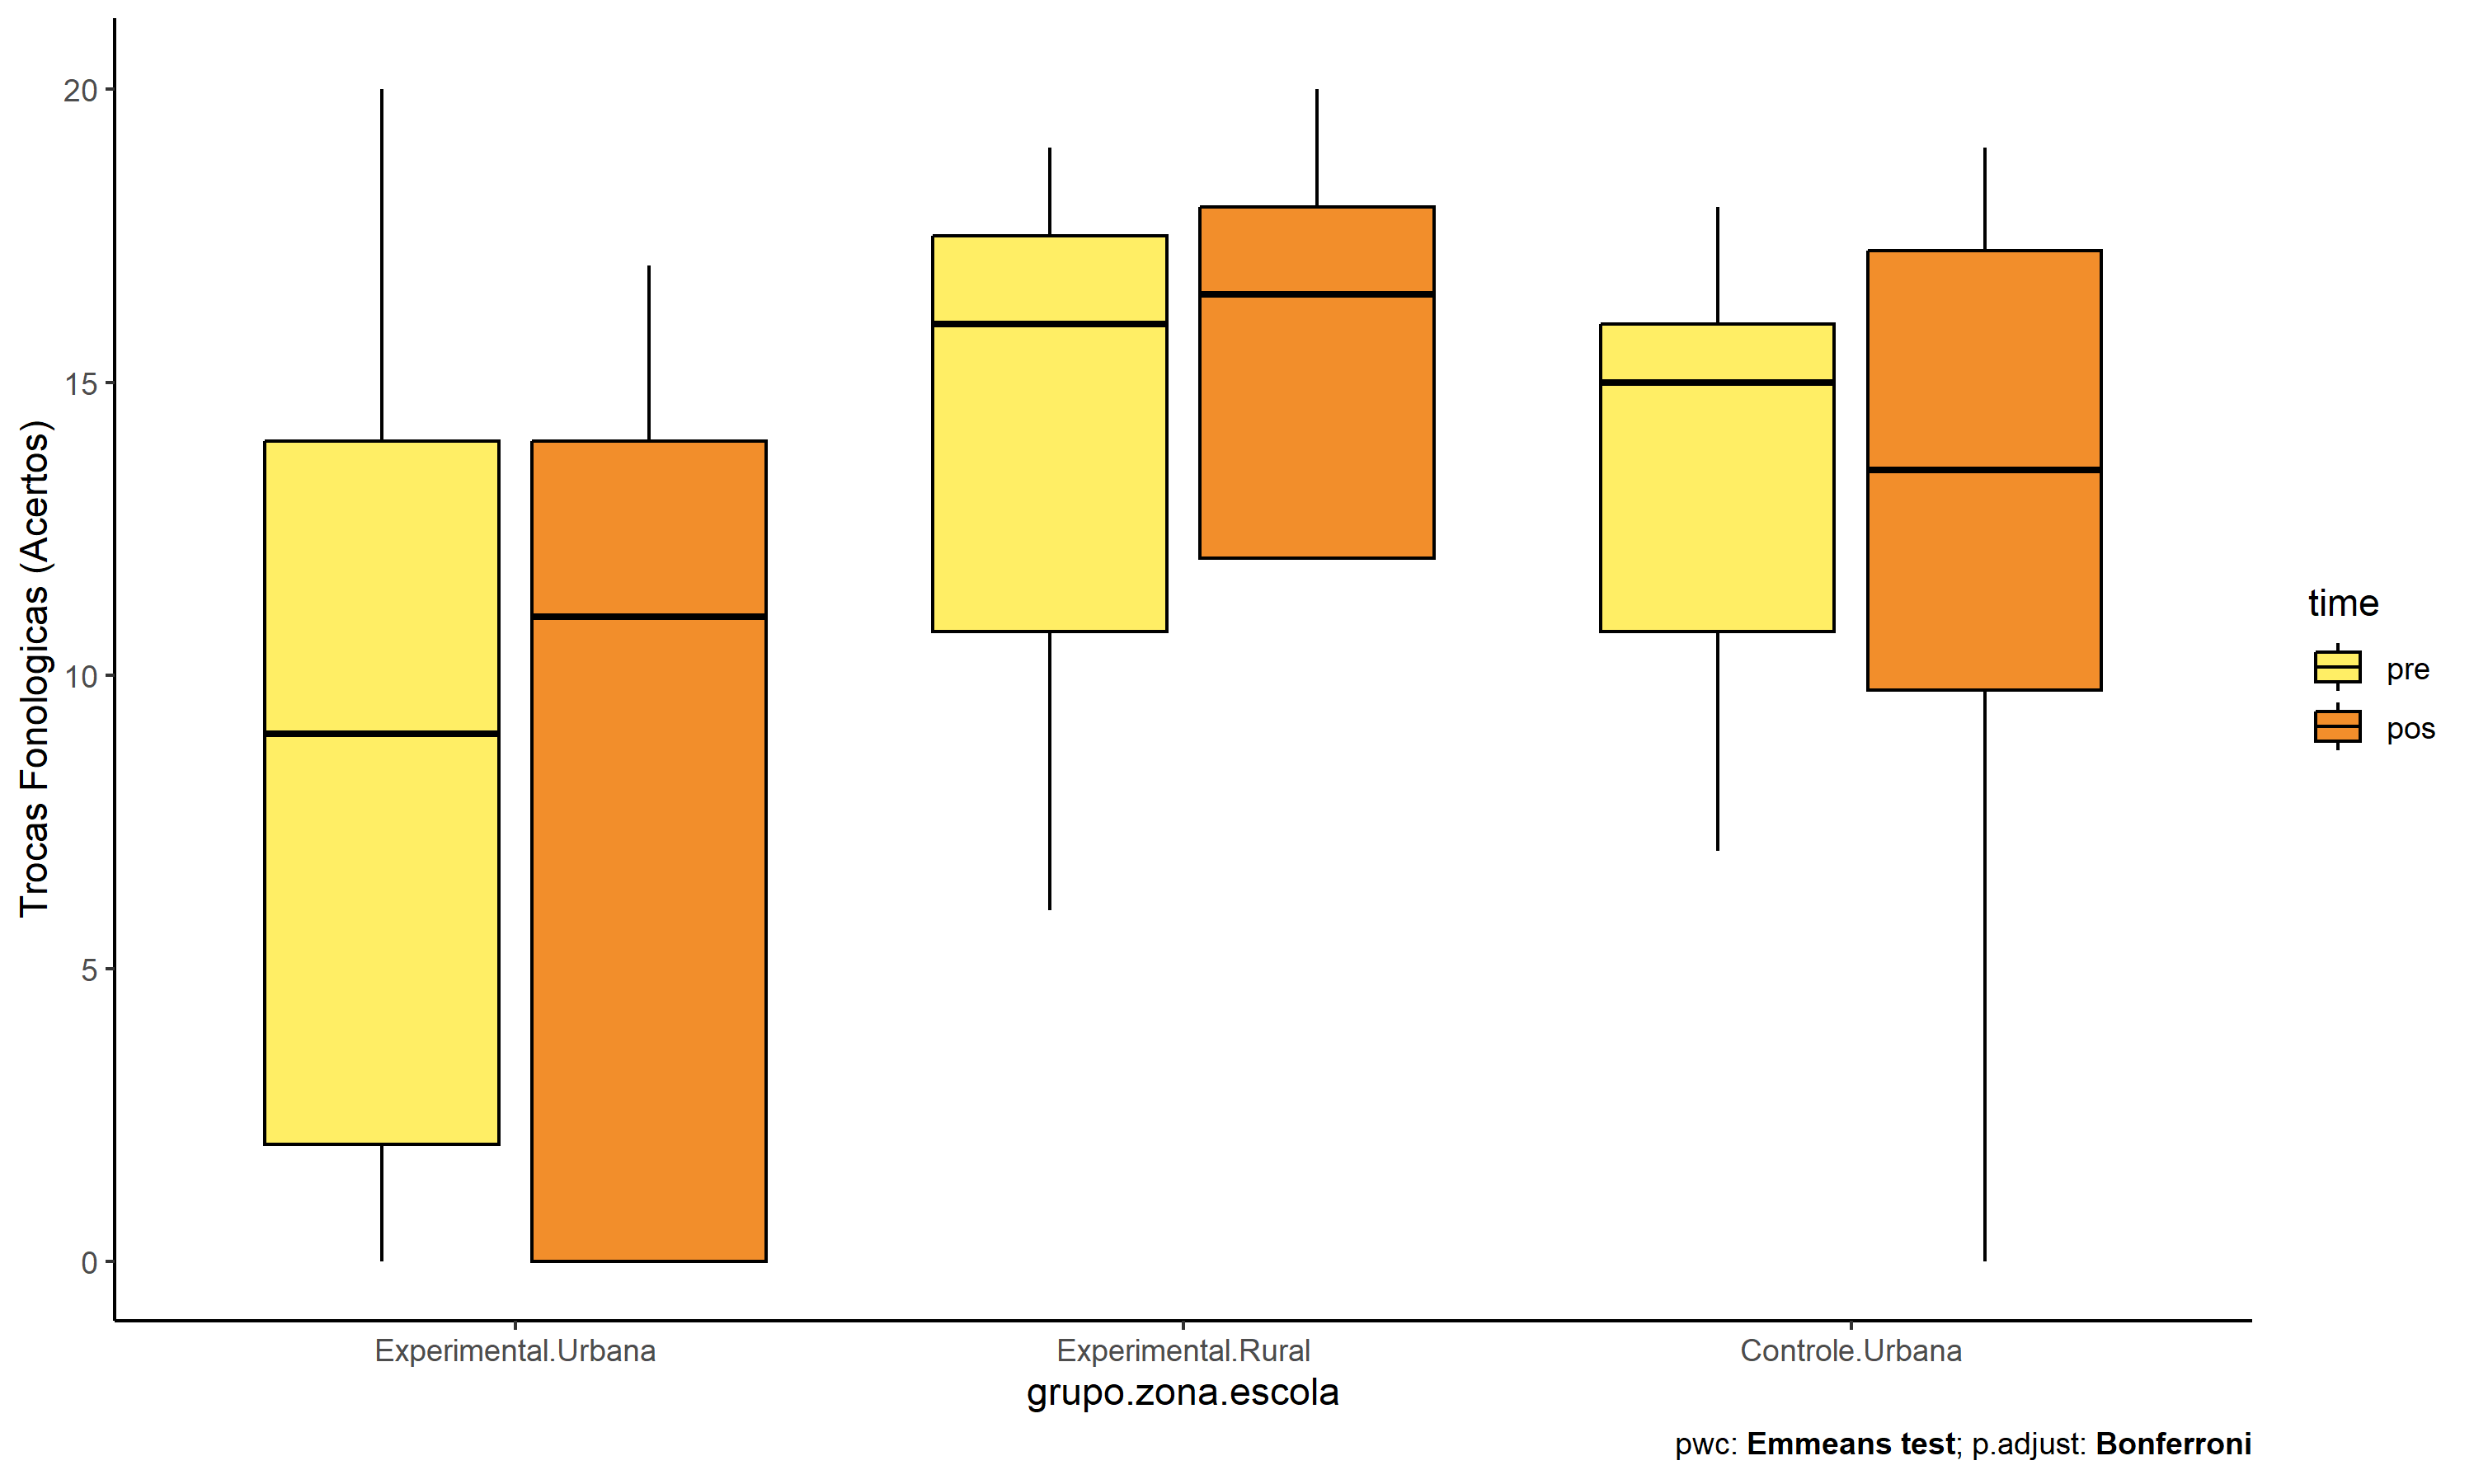 Trocas Fonologicas (Acertos)
20
15
10
5
0
Experimental.Urbana
Experimental.Rural
Controle.Urbana
grupo.zona.escola
time
pre
pos
pwc: Emmeans test; p.adjust: Bonferroni